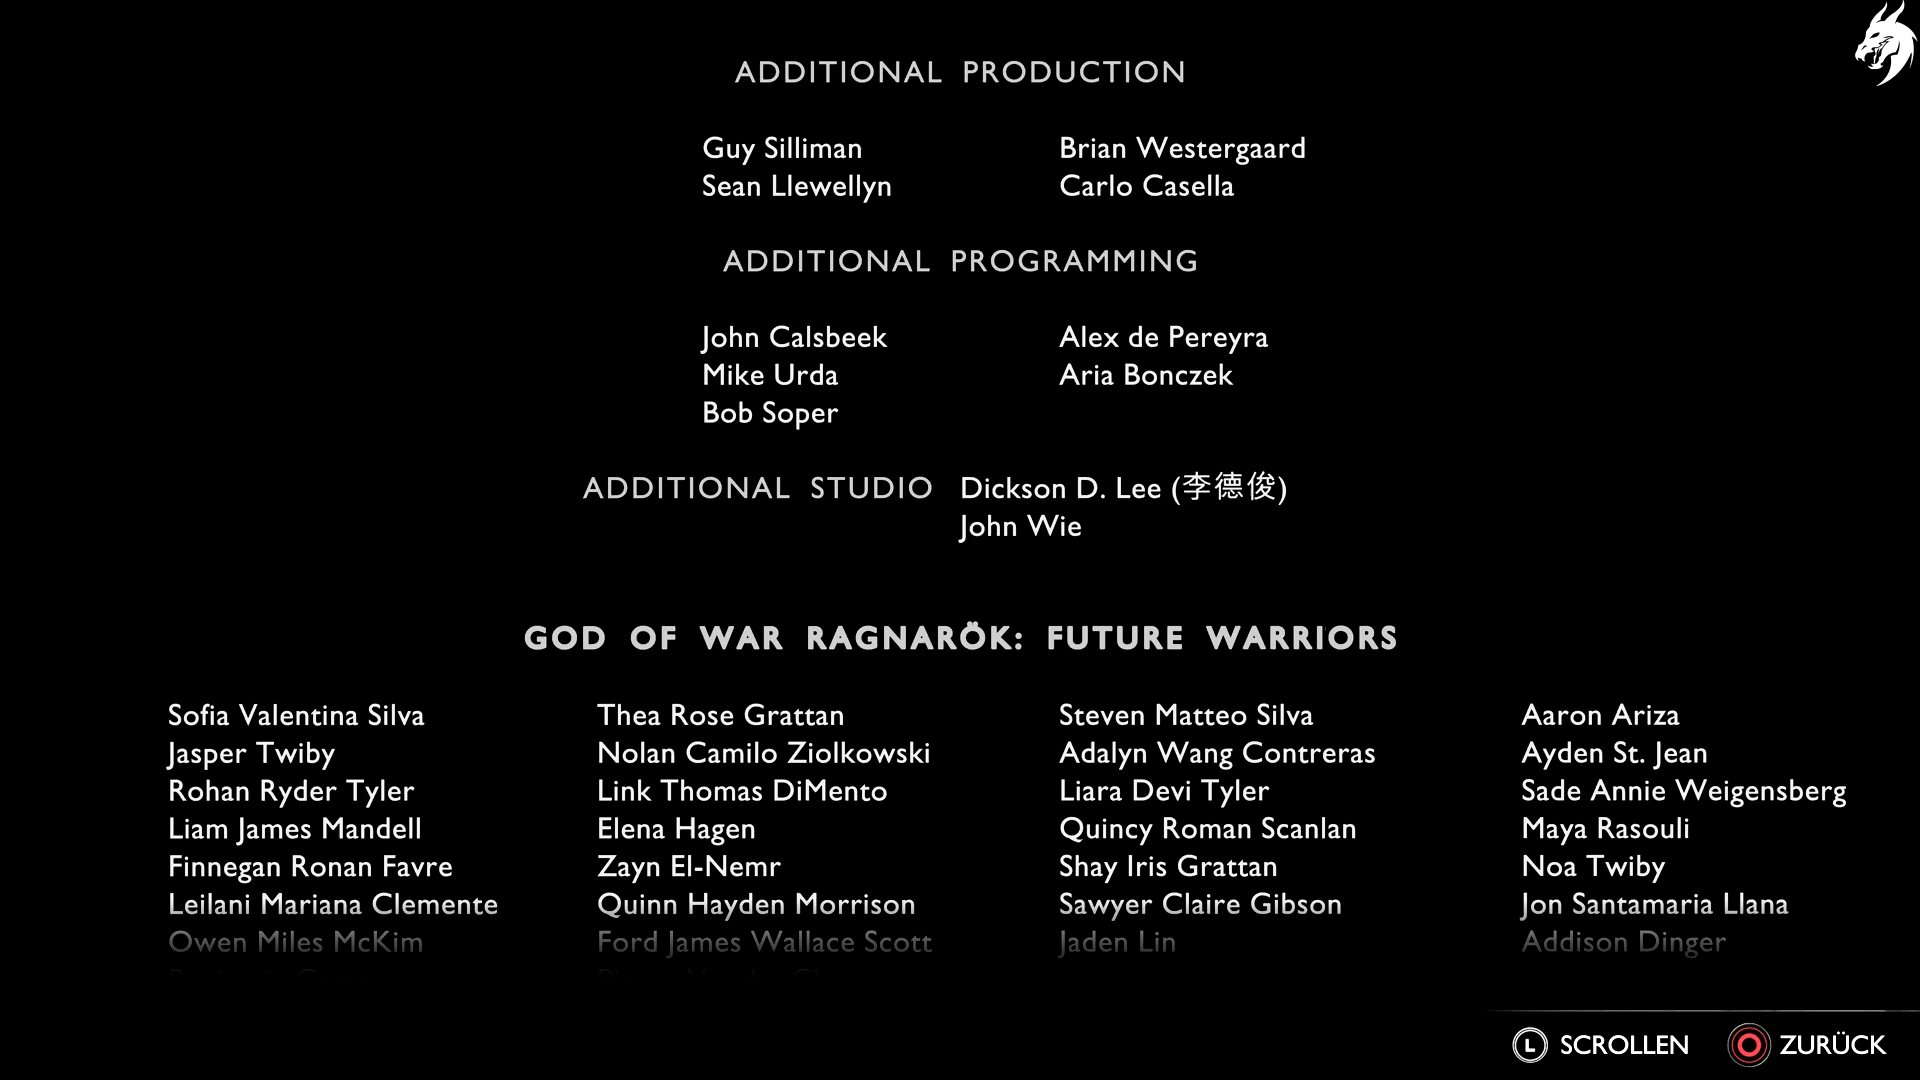 ADDITIONAL PRODUCTION
Guy Silliman Brian Westergaard
Sean Llewellyn Carlo Casella
ADDITIONAL PROGRAMMING
John Calsbeek Alex de Pereyra
Mike Urda Aria Bonczek
Bob Soper
ADDITIONAL STUDIO Dickson D. Lee (李德俊)
John Wie
GOD OF WAR RAGNARÖK: FUTURE WARRIORS
Sofia Valentina Silva Thea Rose Grattan Steven Matteo Silva Aaron Ariza
Jasper Twiby Nolan Camilo Ziolkowski Adalyn Wang Contreras Ayden St. Jean
Rohan Ryder Tyler Link Thomas DiMento Liara Devi Tyler Sade Annie Weigensberg
Liam James Mandell Elena Hagen Quincy Roman Scanlan Maya Rasouli
Finnegan Ronan Favre Zayn El-Nemr Shay Iris Grattan Noa Twiby
Leilani Mariana Clemente Quinn Hayden Morrison Sawyer Claire Gibson Jon Santamaria Llana
Owen Miles McKim Ford James Wallace Scott Jaden Lin Addison Dinger
L SCROLLEN ZURÜCK